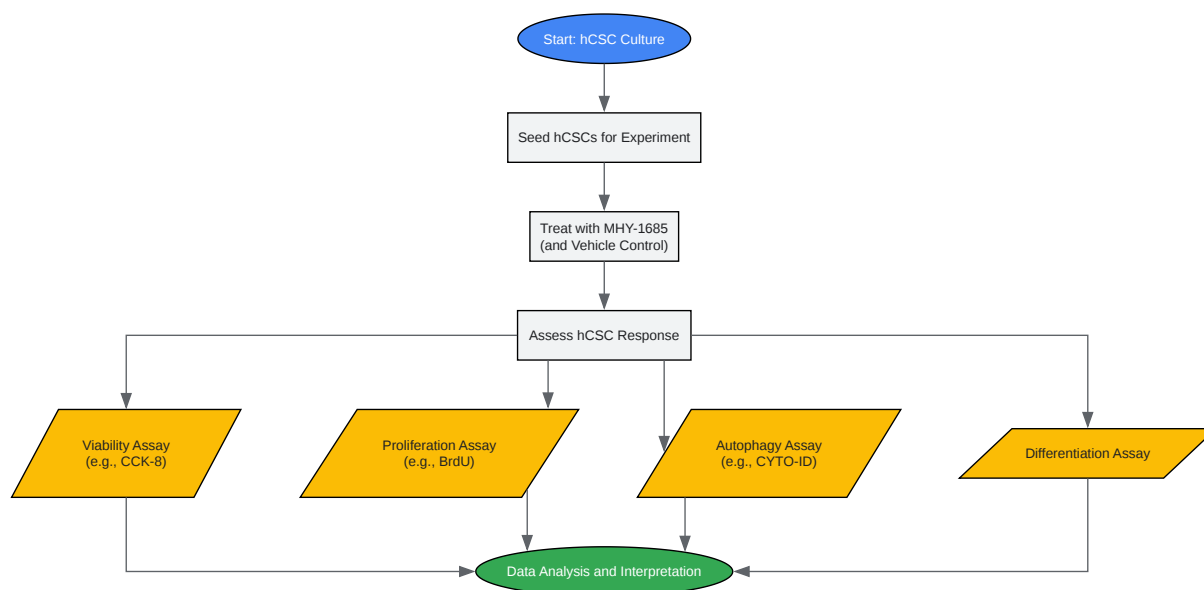 Start: hCSC Culture
Seed hCSCs for Experiment
Treat with MHY-1685
(and Vehicle Control)
Assess hCSC Response
Viability Assay
(e.g., CCK-8)
Proliferation Assay
(e.g., BrdU)
Autophagy Assay
(e.g., CYTO-ID)
Differentiation Assay
Data Analysis and Interpretation